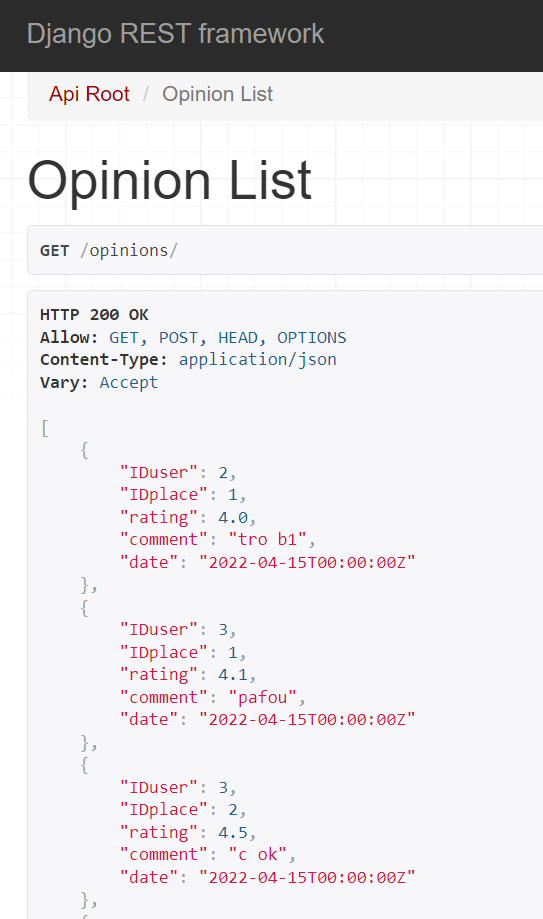 Django REST framework
Api Root / Opinion List
Opinion List
GET /opinions/
HTTP 200 OK
Allow: GET, POST, HEAD, OPTIONS
Content-Type: application/json
Vary: Accept
[
{
"IDuser": 2,
"IDplace": 1,
"rating": 4.0,
"comment": "tro b1",
"date": "2022-04-15T00:00:00Z"
},
{
"IDuser": 3,
"IDplace": 1,
"rating": 4.1,
"comment": "pafou",
"date": "2022-04-15T00:00:00Z"
},
{
"IDuser": 3,
"IDplace": 2,
"rating": 4.5,
"comment": "c ok",
"date": "2022-04-15T00:00:00Z"
},